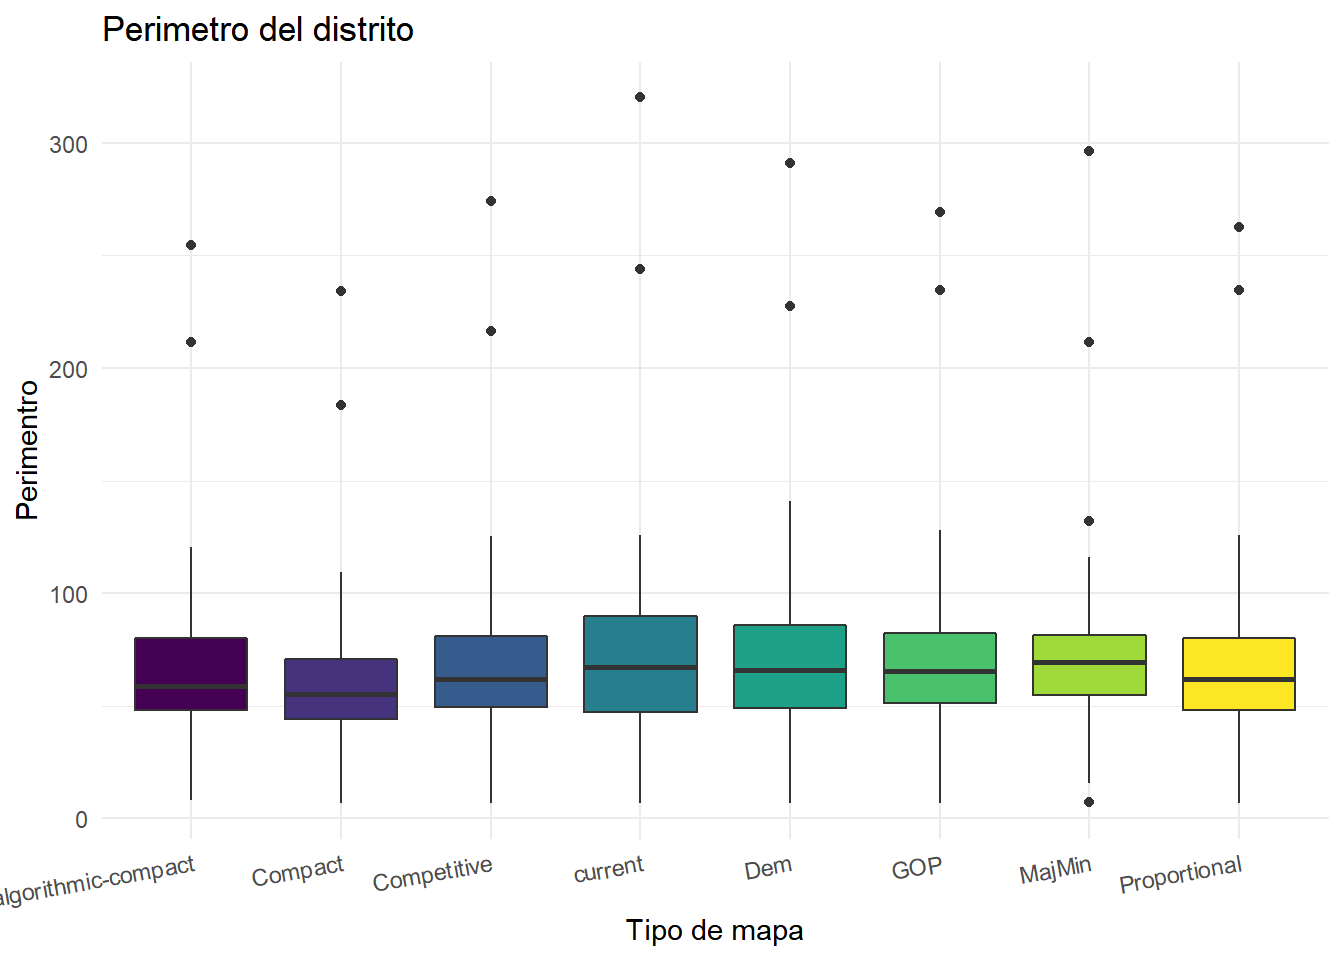 Perimetro del distrito
Perimentro
300
200
100
0
algorithmic-compact
Compact
Competitive
current
Dem
GOP
MajMin
Proportional
Tipo de mapa